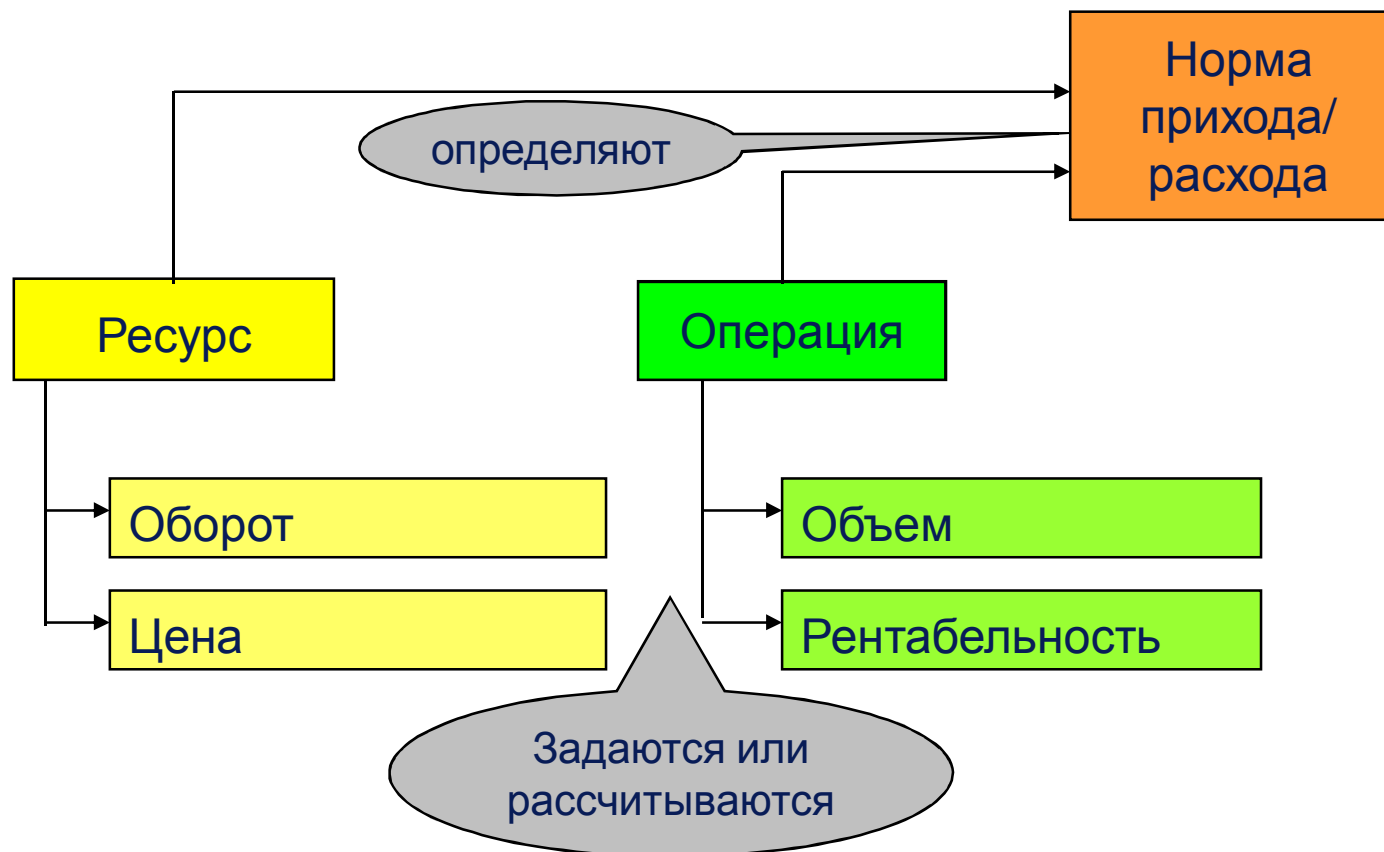 Норма
прихода/
расхода
определяют
Ресурс
Операция
Оборот
Объем
Цена
Рентабельность
Задаются или
рассчитываются